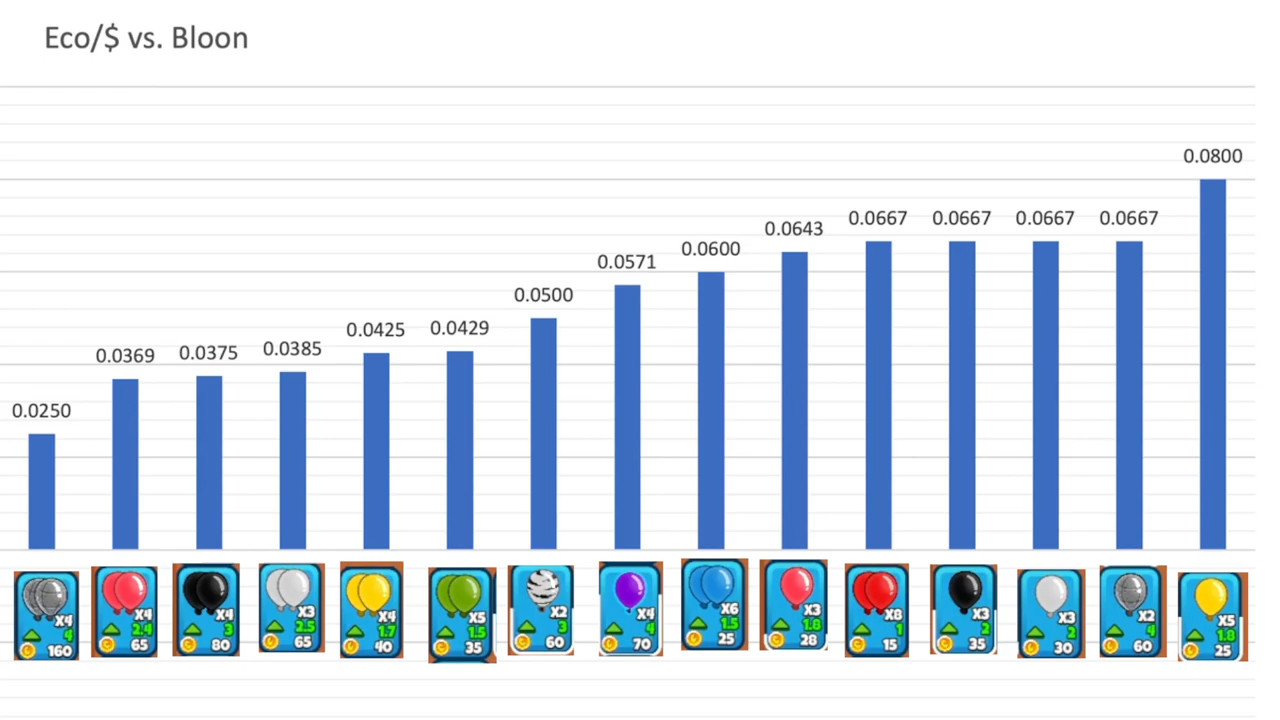 Eco/$ vs. Bloon
0.0250
0.0369
0.0375
0.0385
0.0425
0.0429
0.0500
0.0571
0.0600
0.0643
0.0667
0.0667
0.0667
0.0667
0.0800
X4
4
160
X4
2.4
65
X4
3
80
X3
2.5
65
X4
1.7
40
X5
1.5
35
X2
3
60
X4
4
70
X6
1.5
25
X3
1.8
28
X8
1
15
X3
2
35
X3
2
30
X2
4
60
X5
1.8
25